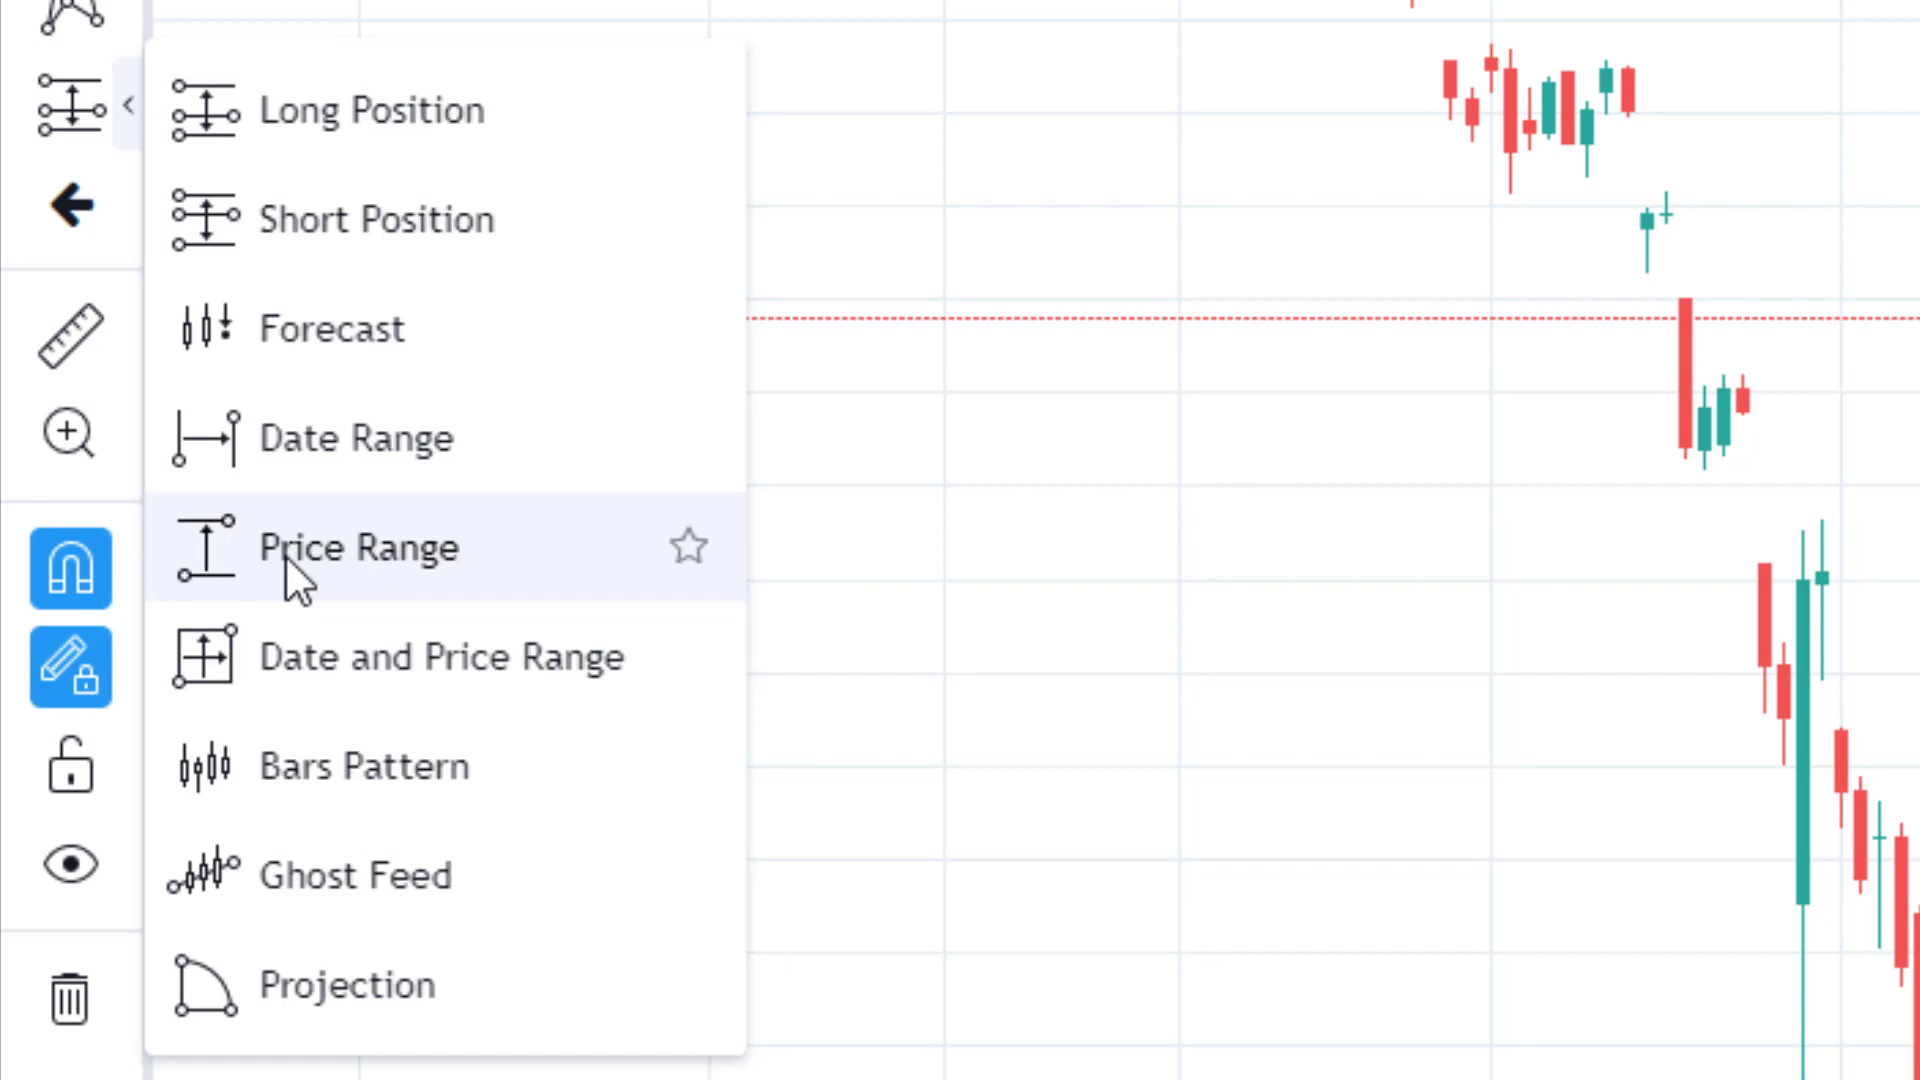 Long Position
Short Position
Forecast
Date Range
Price Range
Date and Price Range
Bars Pattern
Ghost Feed
Projection